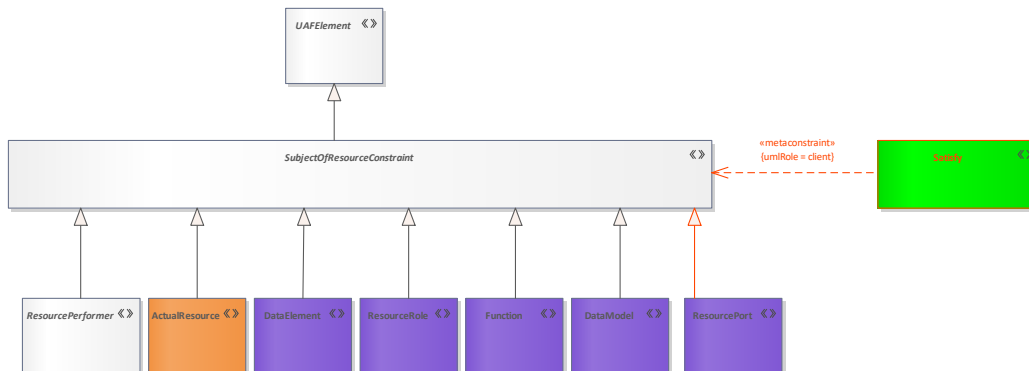 UAFElement «»
SubjectOfResourceConstraint «»
«metaconstraint»
{umlRole = client}
Satisfy «»
ResourcePerformer «»
ActualResource «»
DataElement «»
ResourceRole «»
Function «»
DataModel «»
ResourcePort «»